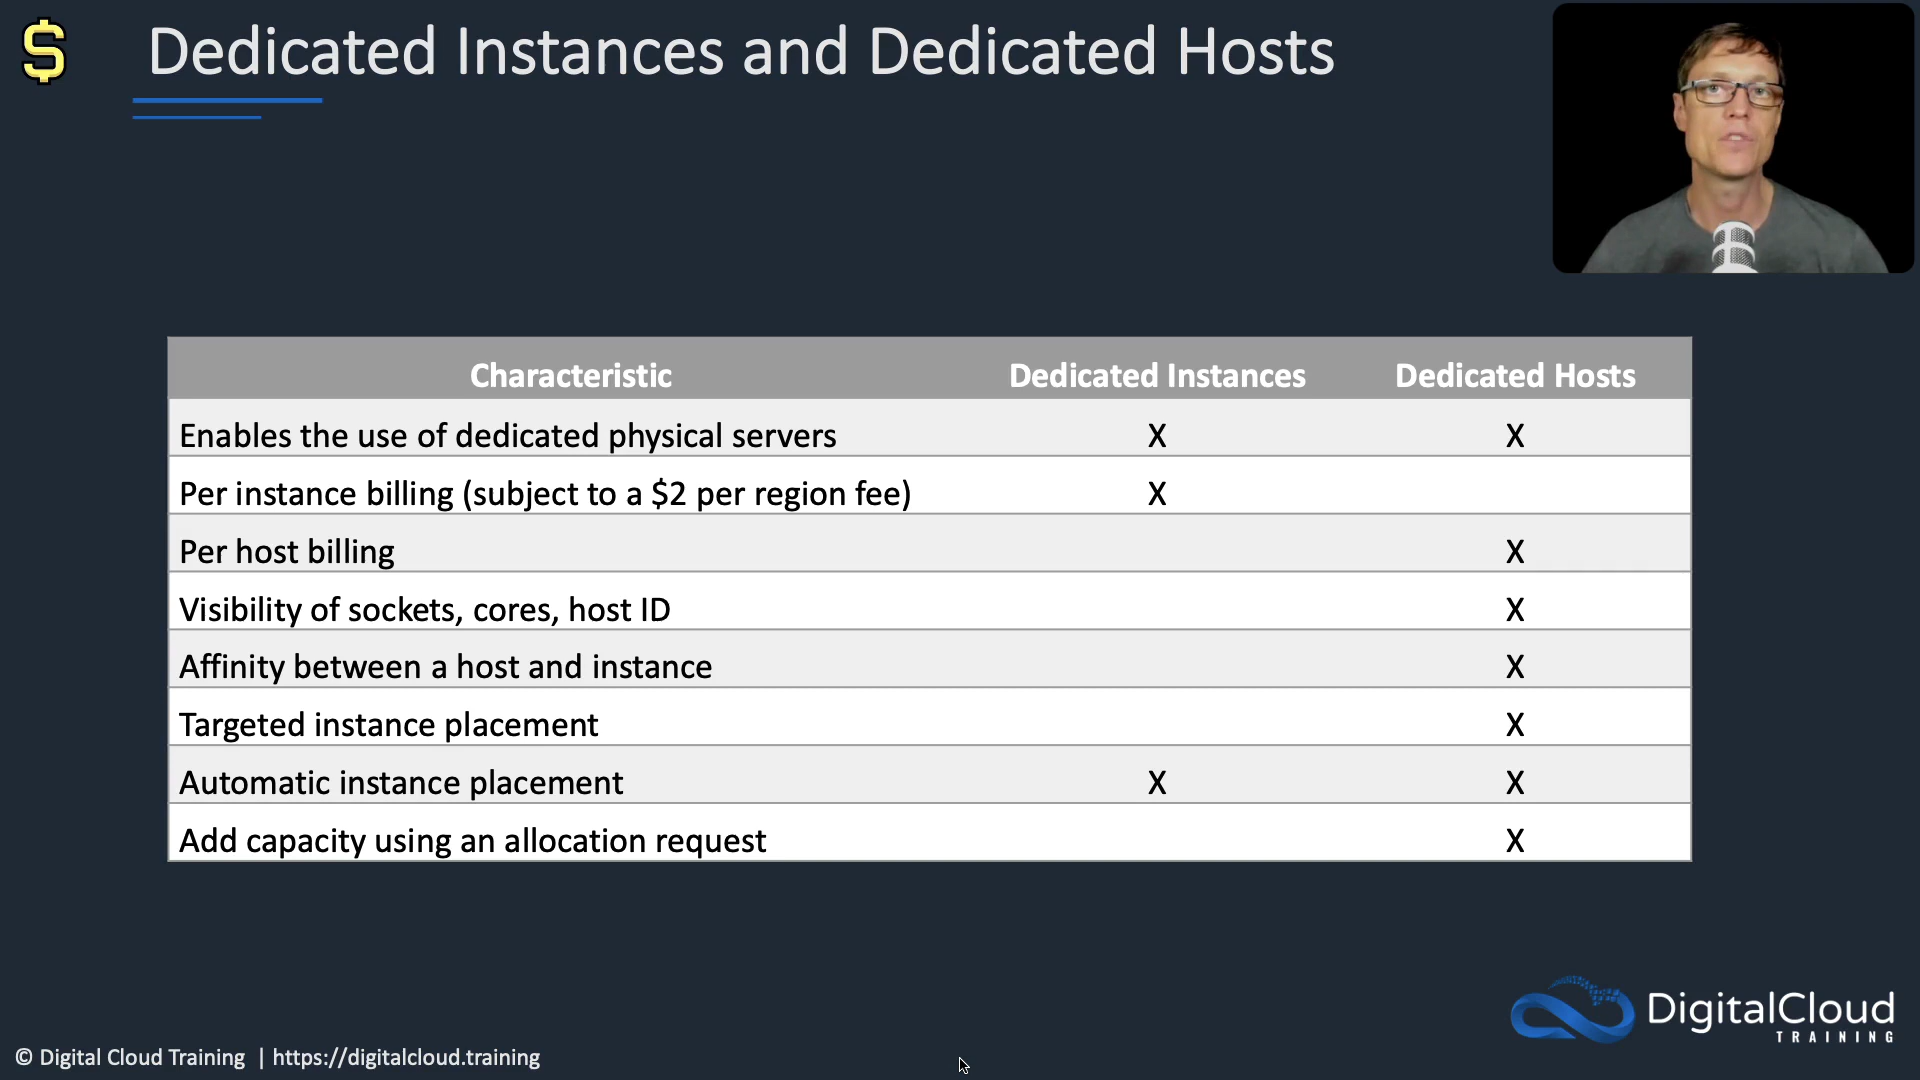 Dedicated Instances and Dedicated Hosts
Characteristic Dedicated Instances Dedicated Hosts
Enables the use of dedicated physical servers X X
Per instance billing (subject to a $2 per region fee) X
Per host billing X
Visibility of sockets, cores, host ID X
Affinity between a host and instance X
Targeted instance placement X
Automatic instance placement X X
Add capacity using an allocation request X
DigitalCloud
TRAINING
© Digital Cloud Training | https://digitalcloud.training